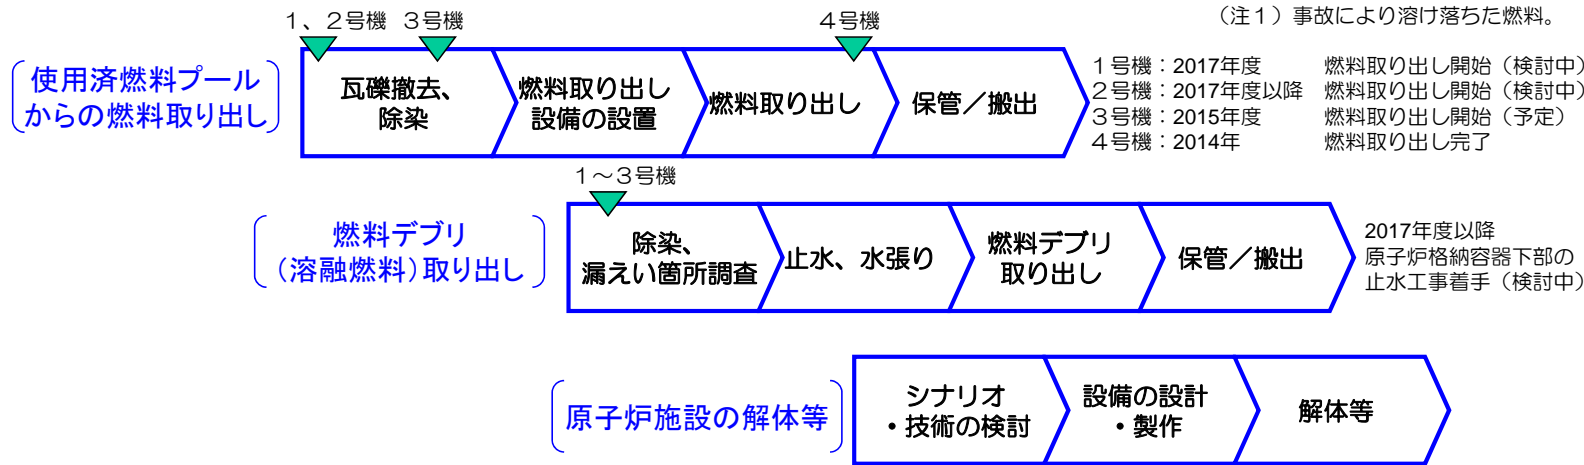 （注１）事故により溶け落ちた燃料。
１、２号機
３号機
４号機
使用済燃料プール
からの燃料取り出し
瓦礫撤去、
除染
燃料取り出し
設備の設置
燃料取り出し
保管／搬出
１号機：2017年度 燃料取り出し開始（検討中）
２号機：2017年度以降 燃料取り出し開始（検討中）
３号機：2015年度 燃料取り出し開始（予定）
４号機：2014年 燃料取り出し完了
１～３号機
燃料デブリ
（溶融燃料）取り出し
除染、
漏えい箇所調査
止水、水張り
燃料デブリ
取り出し
保管／搬出
2017年度以降
原子炉格納容器下部の
止水工事着手（検討中）
原子炉施設の解体等
シナリオ
・技術の検討
設備の設計
・製作
解体等